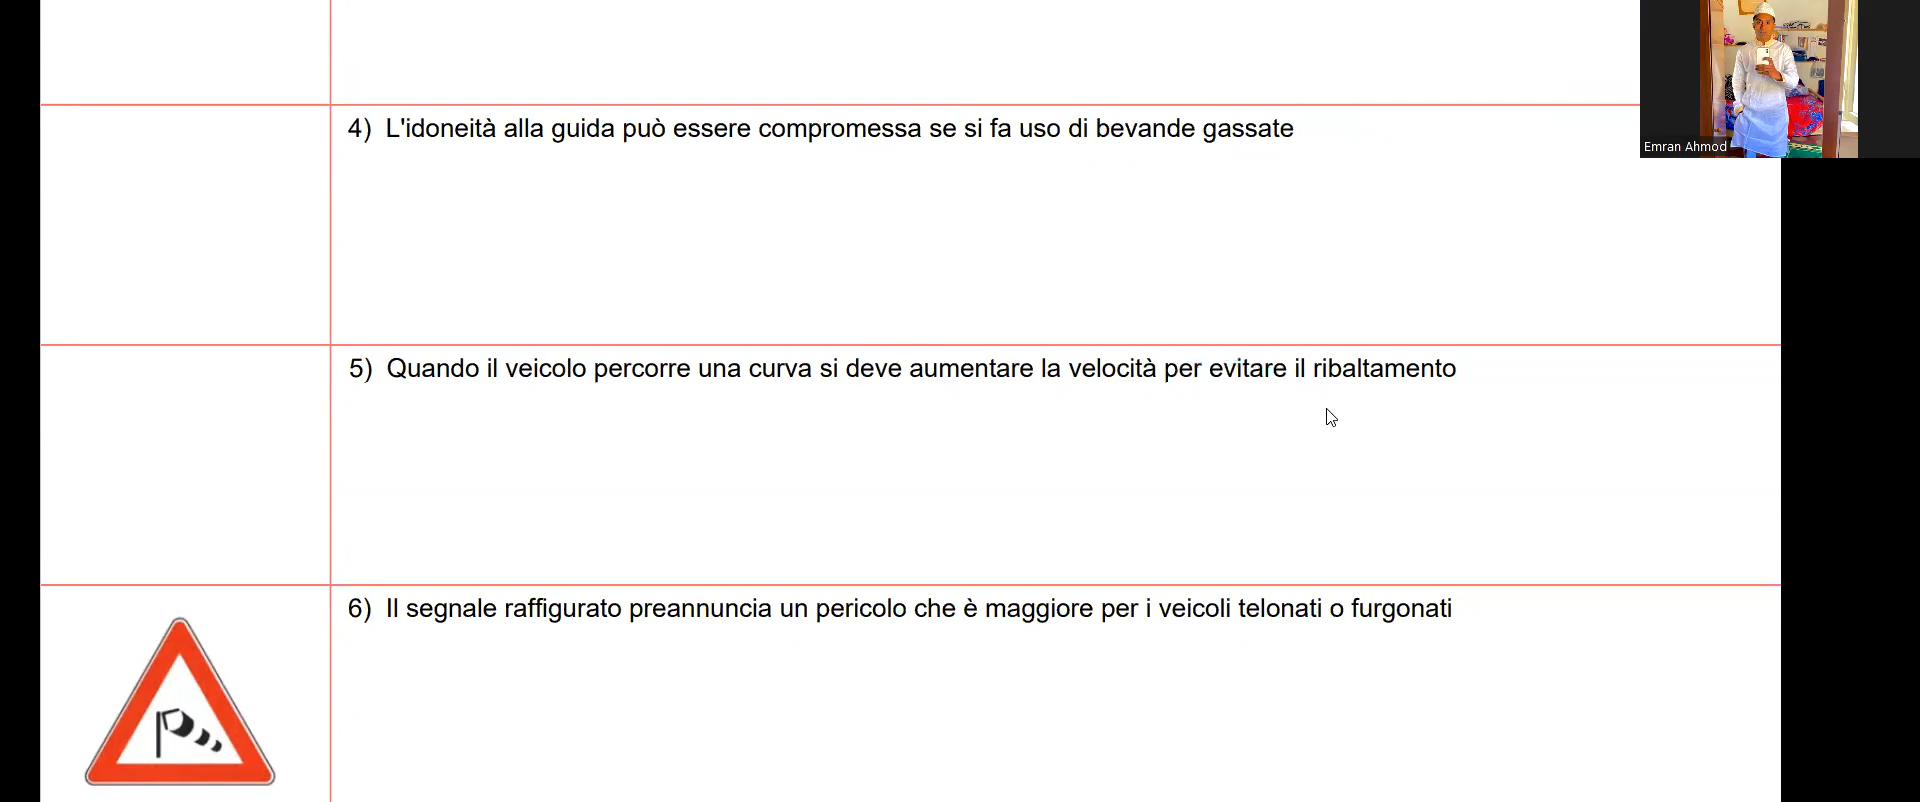 Emran Ahmod
4) L'idoneità alla guida può essere compromessa se si fa uso di bevande gassate
5) Quando il veicolo percorre una curva si deve aumentare la velocità per evitare il ribaltamento
6) Il segnale raffigurato preannuncia un pericolo che è maggiore per i veicoli telonati o furgonati